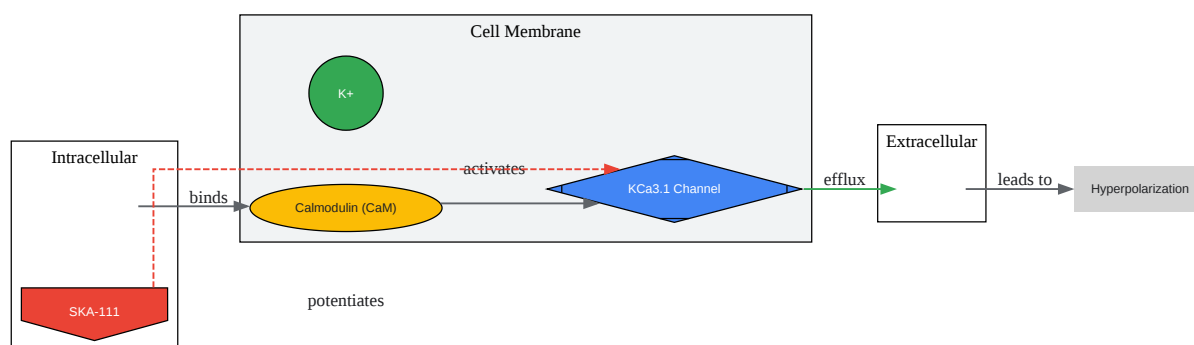 Cell Membrane
K+
Intracellular
Extracellular
activates
KCa3.1 Channel
efflux
leads to
Hyperpolarization
binds
Calmodulin (CaM)
potentiates
SKA-111